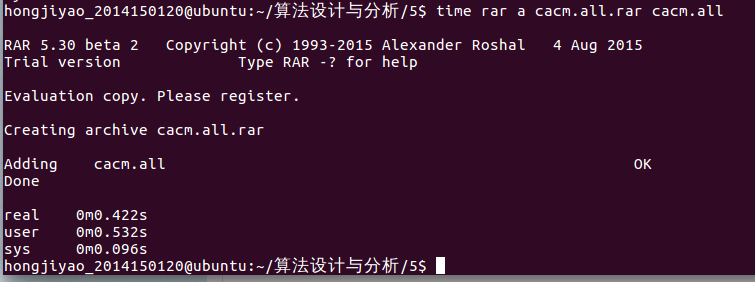 hongjiyao_2014150120@ubuntu:~/算法设计与分析/5$ time rar a cacm.all.rar cacm.all
RAR 5.30 beta 2   Copyright (c) 1993-2015 Alexander Roshal   4 Aug 2015
Trial version             Type RAR -? for help
Evaluation copy. Please register.
Creating archive cacm.all.rar
Adding    cacm.all                                                    OK
Done
real    0m0.422s
user    0m0.532s
sys     0m0.096s
hongjiyao_2014150120@ubuntu:~/算法设计与分析/5$